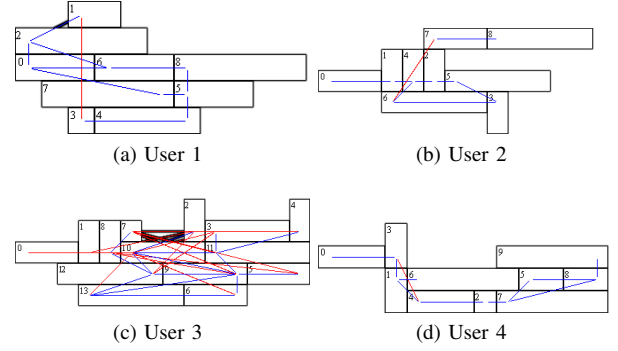 1
2
0 6 8
7 5
3 4
(a) User 1
7 8
1 4 2
0 5
6 3
(b) User 2
2 4
1 8 7 3
0 10 11
12 9 5
13 6
(c) User 3
3
0 9
1 6 5 8
4 2 7
(d) User 4